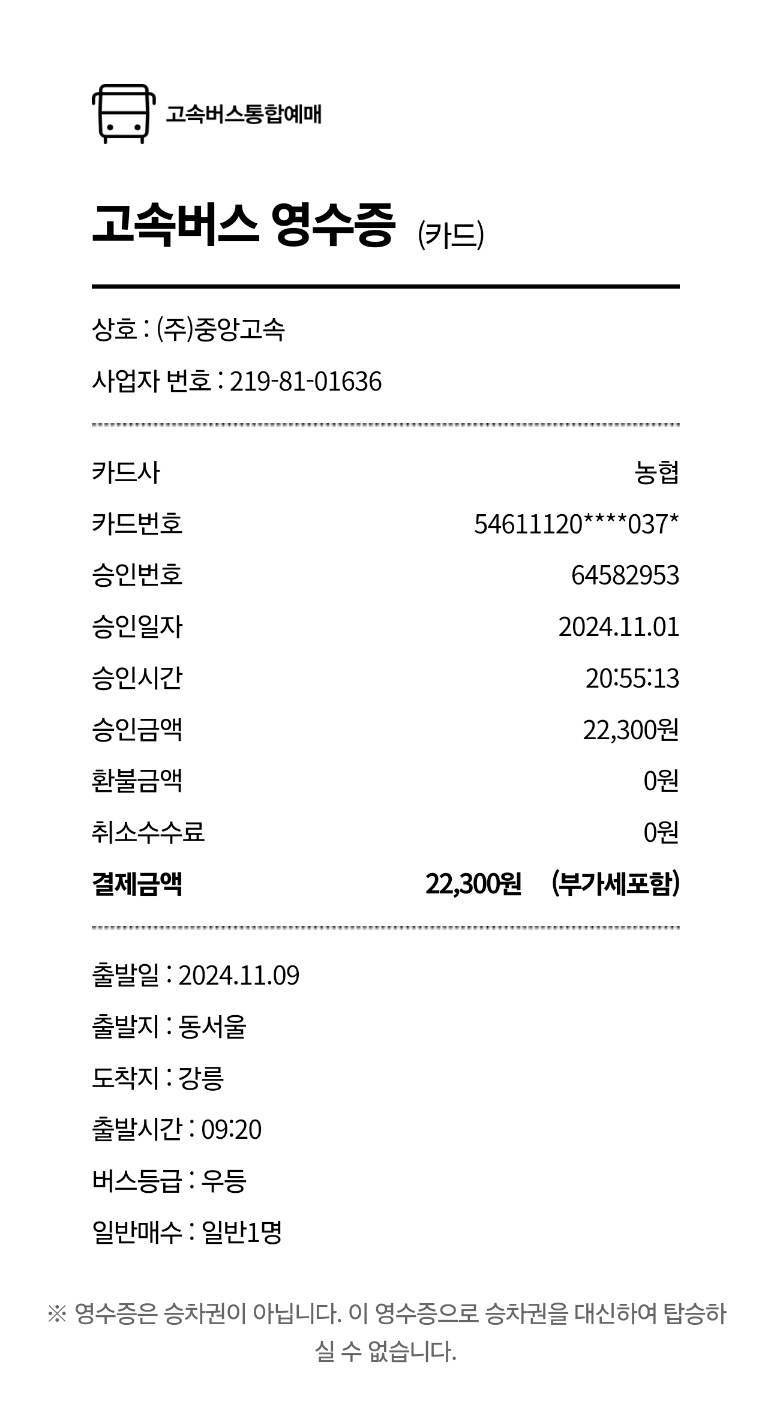 고속버스통합예매
고속버스 영수증 (카드)
상호 : (주)중앙고속
사업자 번호 : 219-81-01636
카드사 농협
카드번호 54611120****037*
승인번호 64582953
승인일자 2024.11.01
승인시간 20:55:13
승인금액 22,300원
환불금액 0원
취소수수료 0원
결제금액 22,300원 (부가세포함)
출발일 : 2024.11.09
출발지 : 동서울
도착지 : 강릉
출발시간 : 09:20
버스등급 : 우등
일반매수 : 일반1명
※ 영수증은 승차권이 아닙니다. 이 영수증으로 승차권을 대신하여 탑승하
실 수 없습니다.